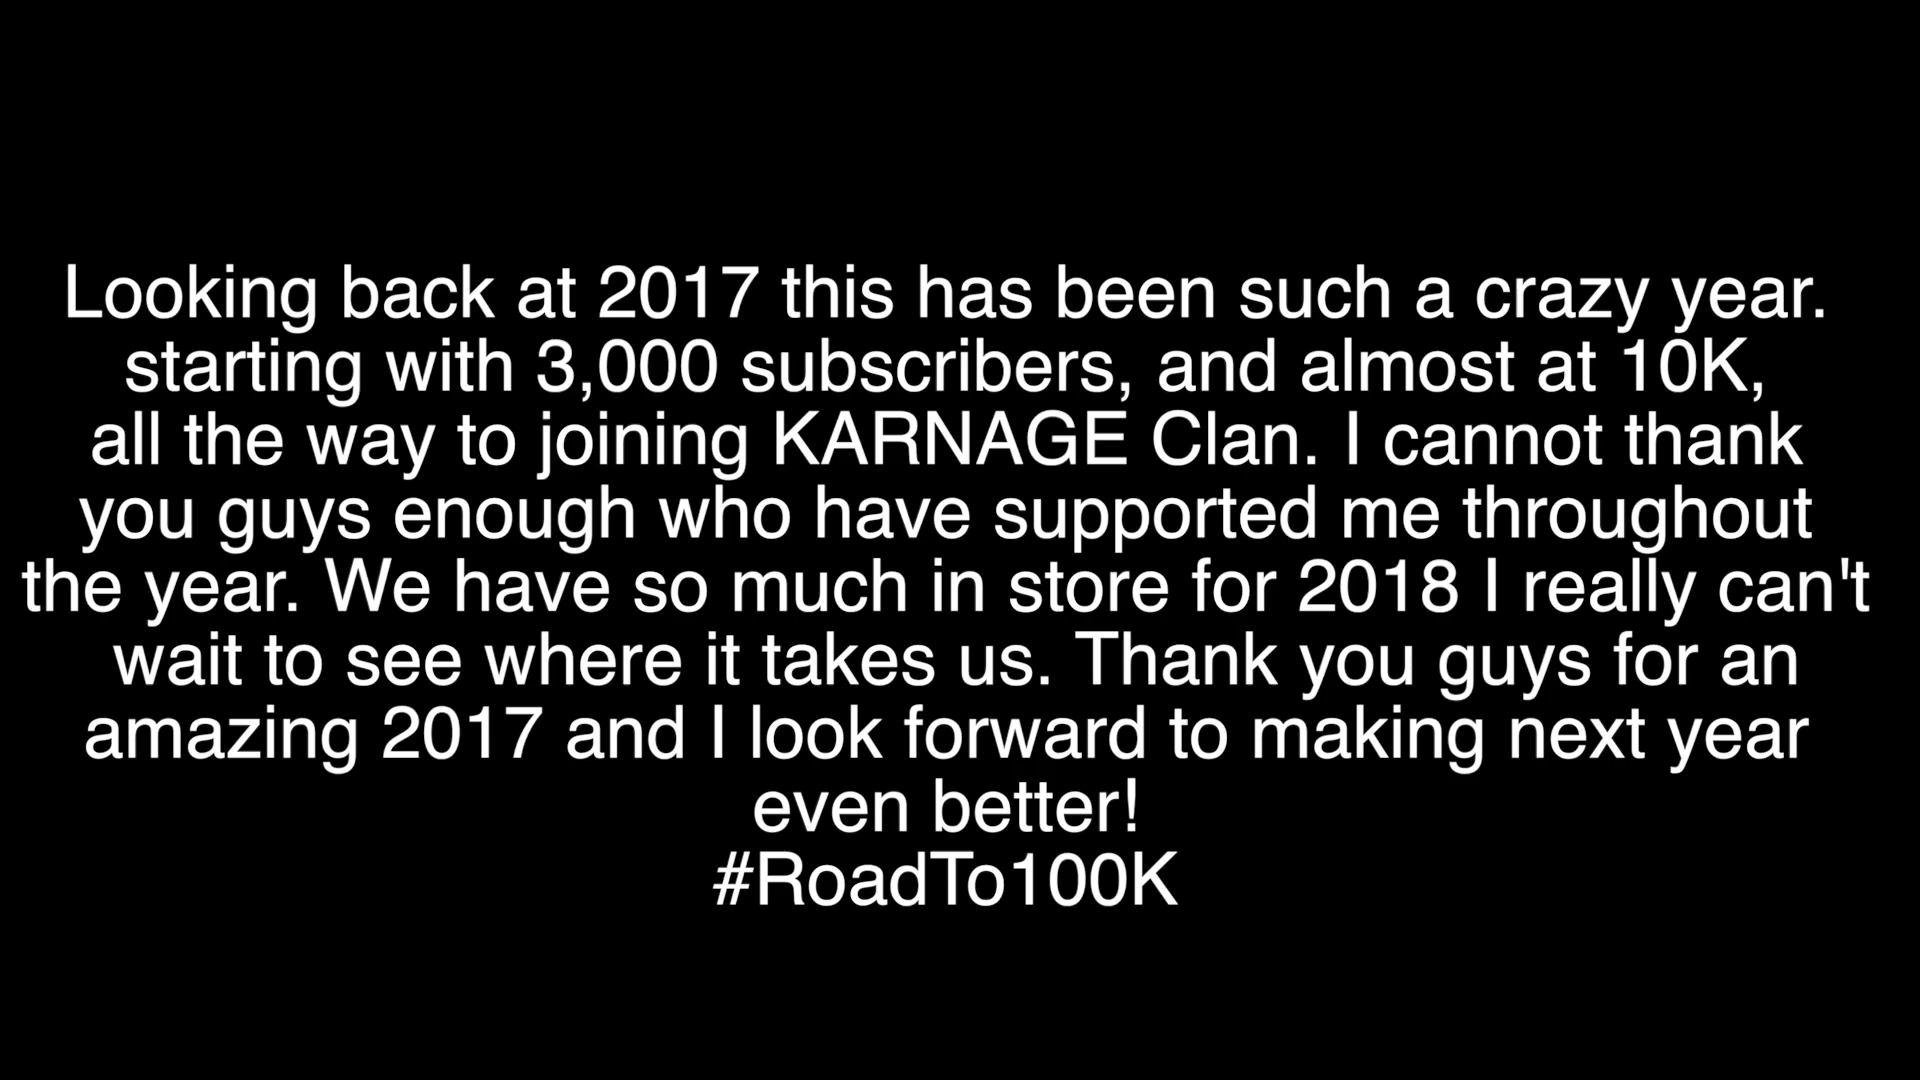 Looking back at 2017 this has been such a crazy year.
starting with 3,000 subscribers, and almost at 10K,
all the way to joining KARNAGE Clan. I cannot thank
you guys enough who have supported me throughout
the year. We have so much in store for 2018 I really can't
wait to see where it takes us. Thank you guys for an
amazing 2017 and I look forward to making next year
even better!
#RoadTo100K